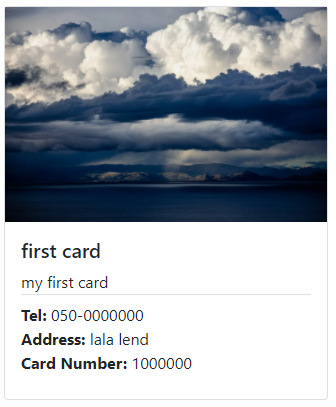 first card
my first card
Tel: 050-0000000
Address: lala lend
Card Number: 1000000